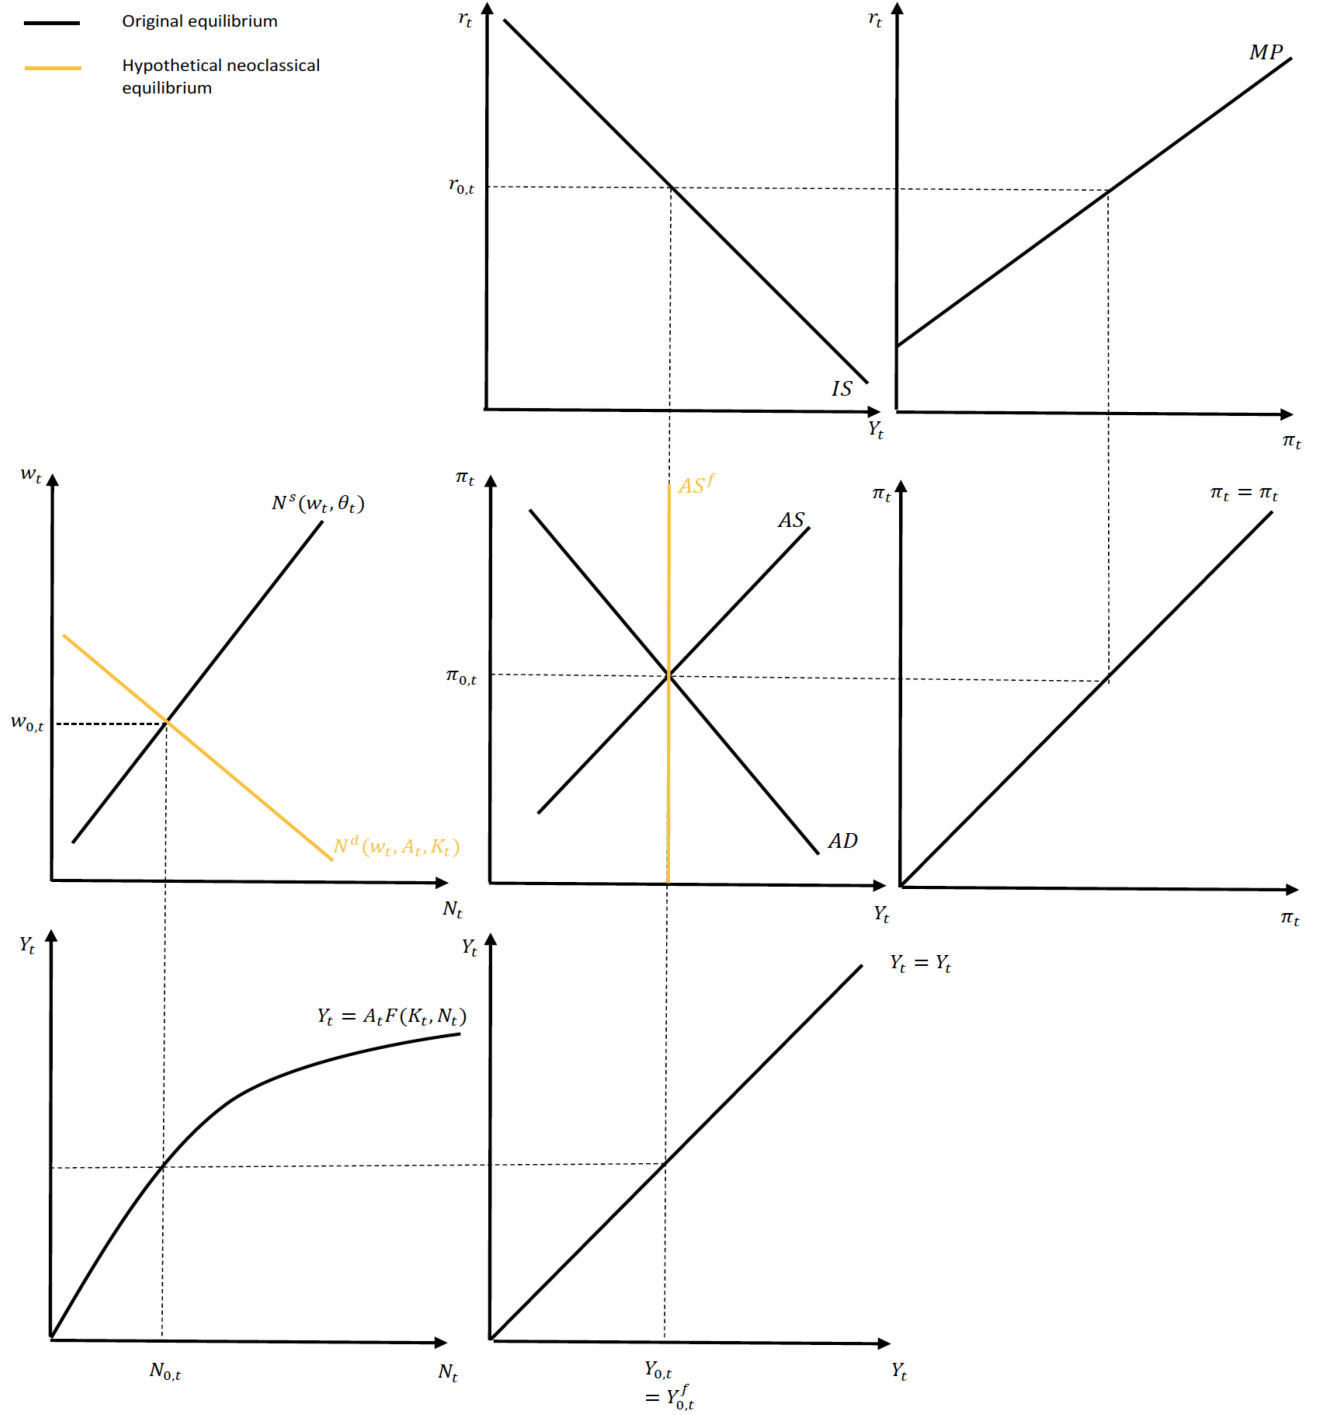 Original equilibrium
Hypothetical neoclassical
equilibrium
r_t
r_t
MP
r_{0,t}
IS
Y_t
π_t
w_t
N^s(w_t, θ_t)
π_t
AS^f
AS
π_t
π_t = π_t
π_{0,t}
w_{0,t}
N^d(w_t, A_t, K_t)
AD
N_t
Y_t
π_t
Y_t
Y_t
Y_t = Y_t
Y_t = A_tF(K_t, N_t)
N_{0,t}
N_t
Y_{0,t}
= Y_{0,t}^f
Y_t